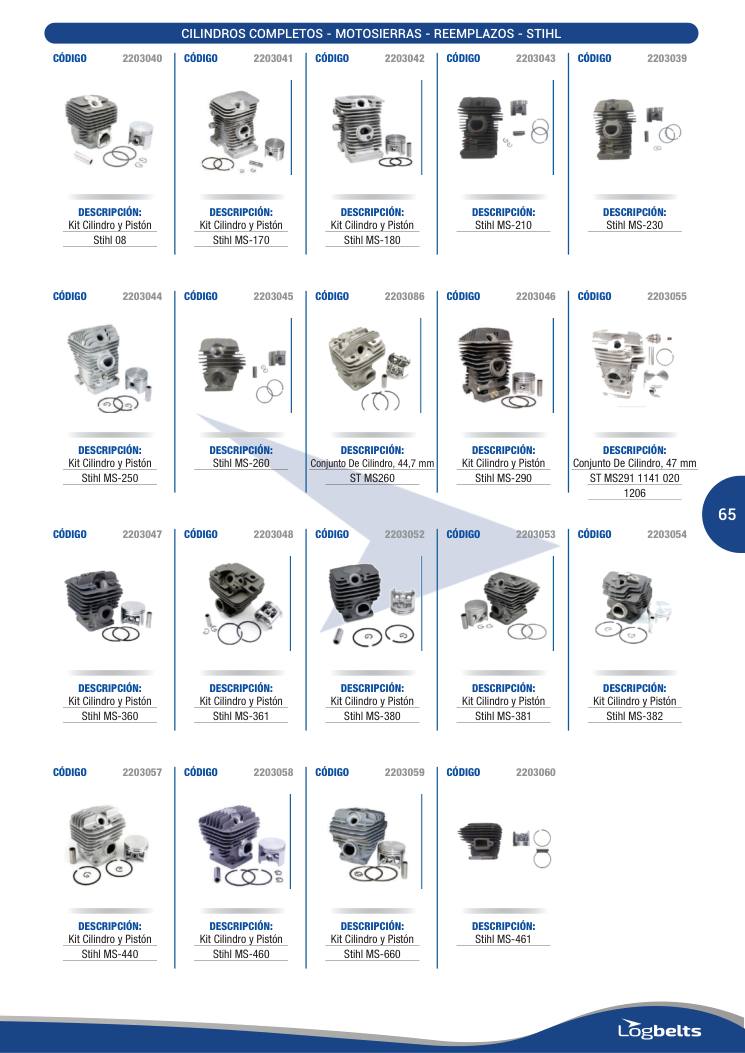 CILINDROS COMPLETOS - MOTOSIERRAS - REEMPLAZOS - STIHL
CÓDIGO 2203040
DESCRIPCIÓN:
Kit Cilindro y Pistón
Stihl 08
CÓDIGO 2203041
DESCRIPCIÓN:
Kit Cilindro y Pistón
Stihl MS-170
CÓDIGO 2203042
DESCRIPCIÓN:
Kit Cilindro y Pistón
Stihl MS-180
CÓDIGO 2203043
DESCRIPCIÓN:
Stihl MS-210
CÓDIGO 2203039
DESCRIPCIÓN:
Stihl MS-230
CÓDIGO 2203044
DESCRIPCIÓN:
Kit Cilindro y Pistón
Stihl MS-250
CÓDIGO 2203045
DESCRIPCIÓN:
Stihl MS-260
CÓDIGO 2203086
DESCRIPCIÓN:
Conjunto De Cilindro, 44,7 mm
ST MS260
CÓDIGO 2203046
DESCRIPCIÓN:
Kit Cilindro y Pistón
Stihl MS-290
CÓDIGO 2203055
DESCRIPCIÓN:
Conjunto De Cilindro, 47 mm
ST MS291 1141 020
1206
65
CÓDIGO 2203047
DESCRIPCIÓN:
Kit Cilindro y Pistón
Stihl MS-360
CÓDIGO 2203048
DESCRIPCIÓN:
Kit Cilindro y Pistón
Stihl MS-361
CÓDIGO 2203052
DESCRIPCIÓN:
Kit Cilindro y Pistón
Stihl MS-380
CÓDIGO 2203053
DESCRIPCIÓN:
Kit Cilindro y Pistón
Stihl MS-381
CÓDIGO 2203054
DESCRIPCIÓN:
Kit Cilindro y Pistón
Stihl MS-382
CÓDIGO 2203057
DESCRIPCIÓN:
Kit Cilindro y Pistón
Stihl MS-440
CÓDIGO 2203058
DESCRIPCIÓN:
Kit Cilindro y Pistón
Stihl MS-460
CÓDIGO 2203059
DESCRIPCIÓN:
Kit Cilindro y Pistón
Stihl MS-660
CÓDIGO 2203060
DESCRIPCIÓN:
Stihl MS-461
Logbelts